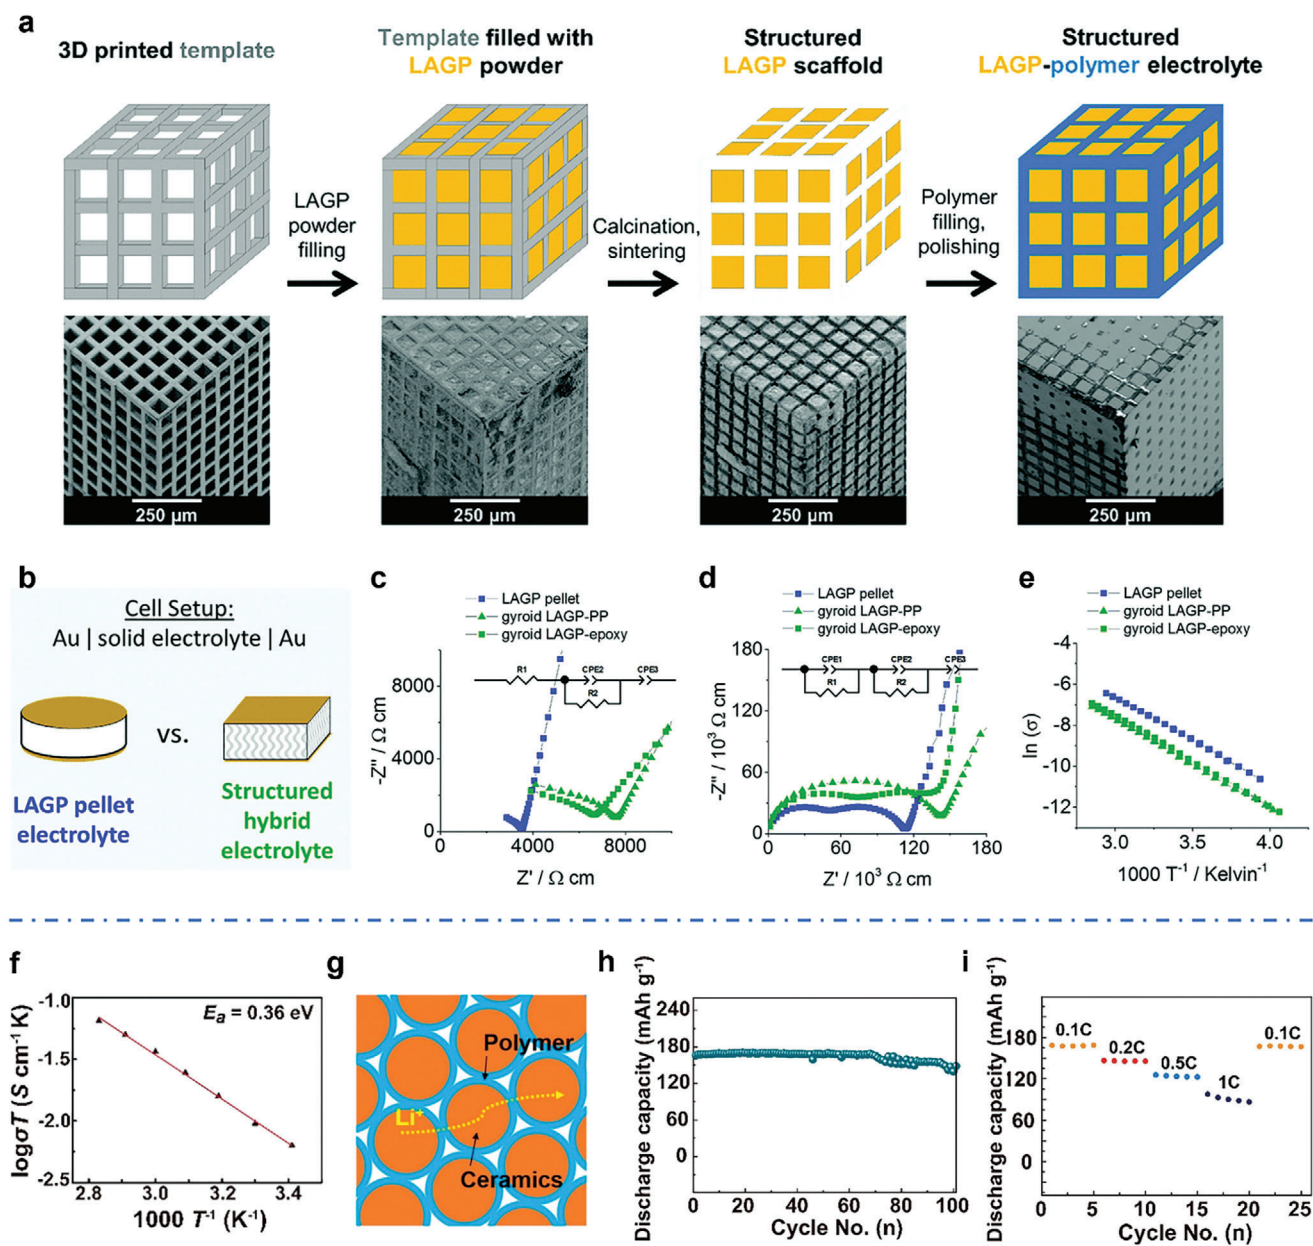 a
3D printed template
Template filled with
LAGP powder
Structured
LAGP scaffold
Structured
LAGP-polymer electrolyte
LAGP
powder
filling
Calcination,
sintering
Polymer
filling,
polishing
250 µm
250 µm
250 µm
250 µm
b
Cell Setup:
Au | solid electrolyte | Au
vs.
LAGP pellet
electrolyte
Structured
hybrid
electrolyte
c
LAGP pellet
gyroid LAGP-PP
gyroid LAGP-epoxy
R1
CPE2
CPE3
R2
-Z'' / Ω cm
8000
4000
0
0
4000
8000
Z' / Ω cm
d
LAGP pellet
gyroid LAGP-PP
gyroid LAGP-epoxy
CPE1
CPE2
CPE3
R1
R2
-Z'' / 10³ Ω cm
180
120
60
0
0
60
120
180
Z' / 10³ Ω cm
e
LAGP pellet
gyroid LAGP-PP
gyroid LAGP-epoxy
ln (σ)
-4
-6
-8
-10
-12
3.0
3.5
4.0
1000 T⁻¹ / Kelvin⁻¹
f
Eₐ = 0.36 eV
logσT (S cm⁻¹ K)
-1.0
-1.5
-2.0
-2.5
2.8
3.0
3.2
3.4
1000 T⁻¹ (K⁻¹)
g
Polymer
Li⁺
Ceramics
h
Discharge capacity (mAh g⁻¹)
240
180
120
60
0
0
20
40
60
80
100
Cycle No. (n)
i
Discharge capacity (mAh g⁻¹)
180
120
60
0
0.1C
0.2C
0.5C
1C
0.1C
0
5
10
15
20
25
Cycle No. (n)